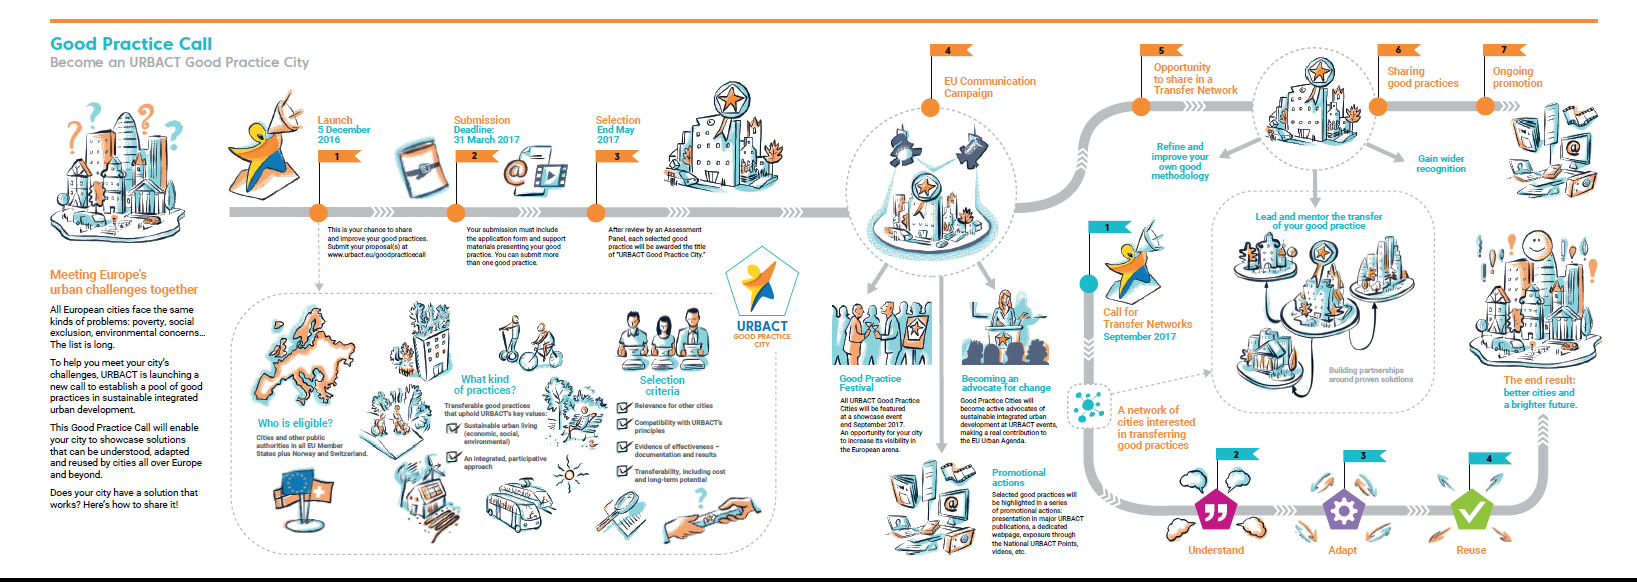 Good Practice Call
Become an URBACT Good Practice City
Meeting Europe's
urban challenges together
All European cities face the same
kinds of problems: poverty, social
exclusion, environmental concerns...
The list is long.
To help you meet your city's
challenges, URBACT is launching a
new call to establish a pool of good
practices in sustainable integrated
urban development.
This Good Practice Call will enable
your city to showcase solutions
that can be understood, adapted
and reused by cities all over Europe
and beyond.
Does your city have a solution that
works? Here's how to share it!
Launch
5 December
2016
1
This is your chance to share
and improve your good practices.
Submit your proposal(s) at
www.urbact.eu/goodpracticecall
Submission
Deadline:
31 March 2017
2
Your submission must include
the application form and support
materials presenting your good
practice. You can submit more
than one good practice.
Selection
End May
2017
3
After review by an Assessment
Panel, each selected good
practice will be awarded the title
of "URBACT Good Practice City."
URBACT
GOOD PRACTICE
CITY
Who is eligible?
Cities and other public
authorities in all EU Member
States plus Norway and Switzerland.
What kind
of practices?
Transferable good practices
that uphold URBACT's key values:
Sustainable urban living
(economic, social,
environmental)
An integrated, participative
approach
Selection
criteria
Relevance for other cities
Compatibility with URBACT's
principles
Evidence of effectiveness –
documentation and results
Transferability, including cost
and long-term potential
4
EU Communication
Campaign
Good Practice
Festival
All URBACT Good Practice
Cities will be featured
at a showcase event
end September 2017.
An opportunity for your city
to increase its visibility in
the European arena.
Becoming an
advocate for change
Good Practice Cities will
become active advocates of
sustainable integrated urban
development at URBACT events,
making a real contribution to
the EU Urban Agenda.
Promotional
actions
Selected good practices will
be highlighted in a series
of promotional actions:
presentation in major URBACT
publications, a dedicated
webpage, exposure through
the National URBACT Points,
videos, etc.
5
Opportunity
to share in a
Transfer Network
Refine and
improve your
own good
methodology
Gain wider
recognition
Lead and mentor the transfer
of your good practice
Building partnerships
around proven solutions
6
Sharing
good practices
7
Ongoing
promotion
1
Call for
Transfer Networks
September 2017
A network of
cities interested
in transferring
good practices
2
Understand
3
Adapt
4
Reuse
The end result:
better cities and
a brighter future.